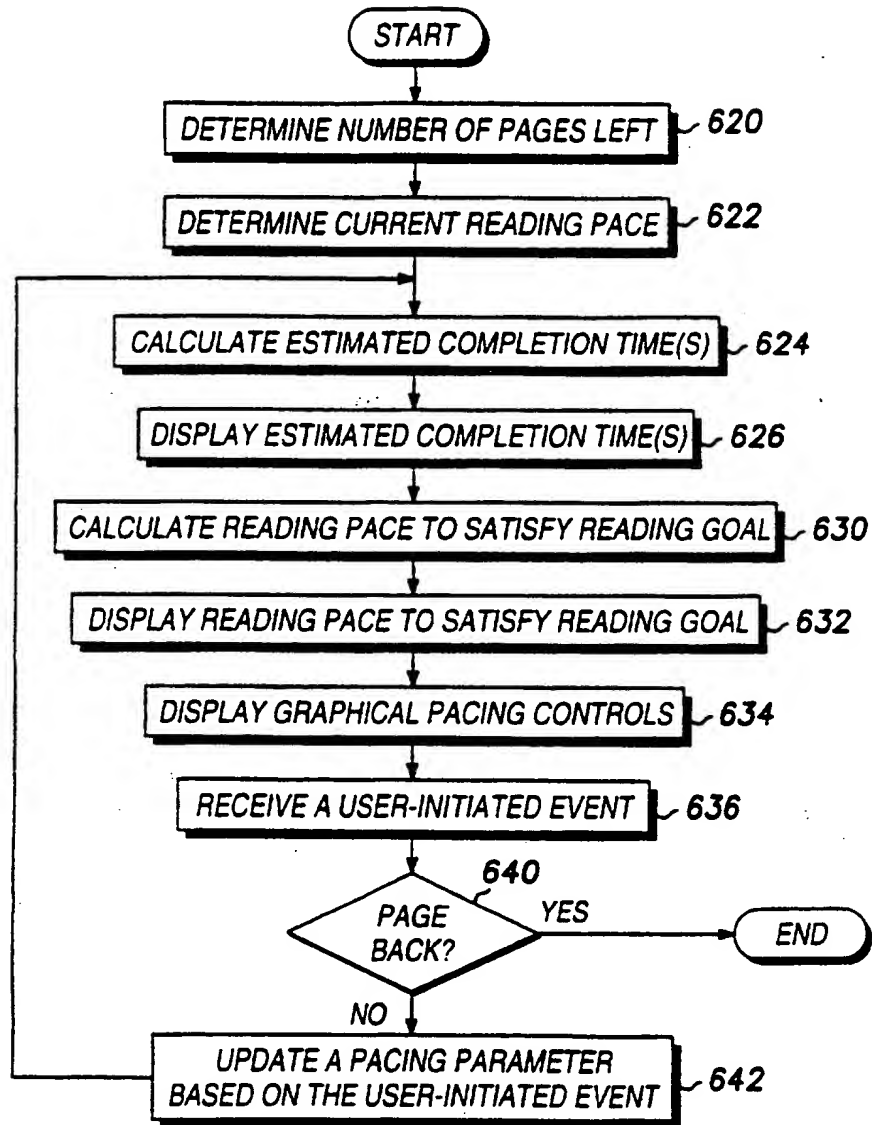 START
DETERMINE NUMBER OF PAGES LEFT 620
DETERMINE CURRENT READING PACE 622
CALCULATE ESTIMATED COMPLETION TIME(S) 624
DISPLAY ESTIMATED COMPLETION TIME(S) 626
CALCULATE READING PACE TO SATISFY READING GOAL 630
DISPLAY READING PACE TO SATISFY READING GOAL 632
DISPLAY GRAPHICAL PACING CONTROLS 634
RECEIVE A USER-INITIATED EVENT 636
640
PAGE
BACK?
YES
END
NO
UPDATE A PACING PARAMETER
BASED ON THE USER-INITIATED EVENT 642